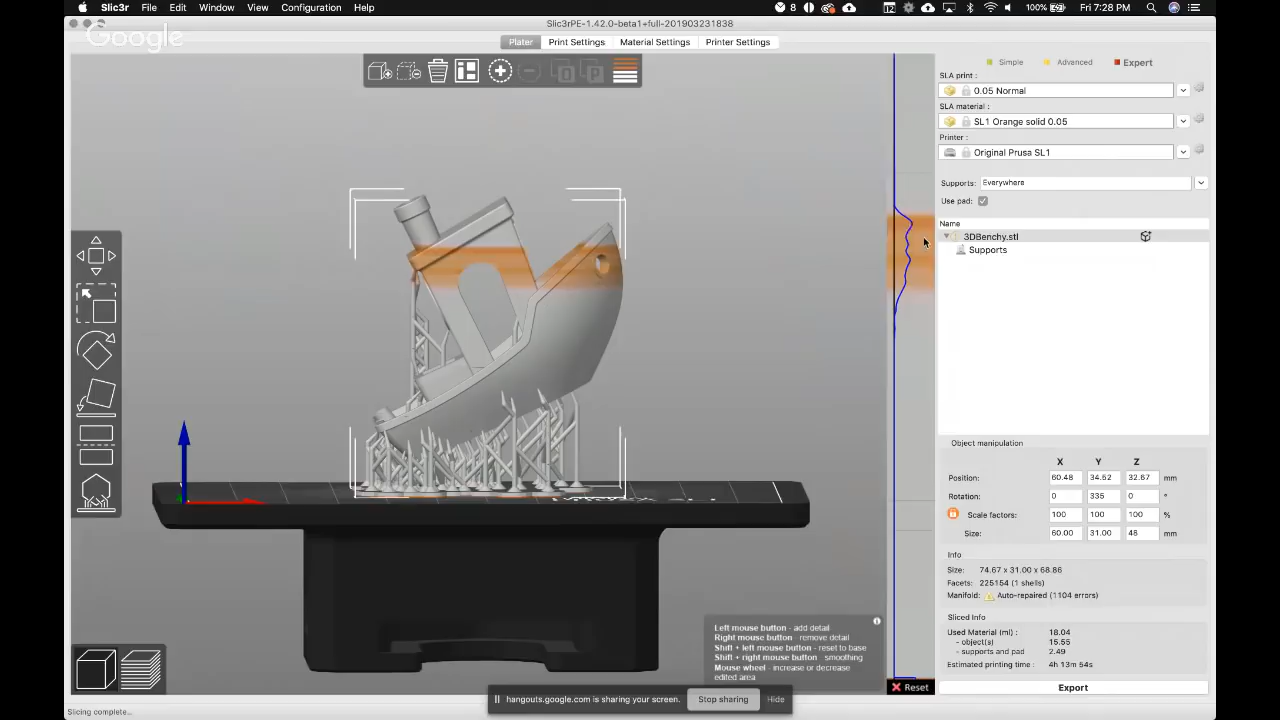 Slic3r File Edit Window View Configuration Help
8 100% Fri 7:28 PM
Google
Slic3rPE-1.42.0-beta1+full-201903231838
Plater Print Settings Material Settings Printer Settings
Simple Advanced Expert
SLA print :
0.05 Normal
SLA material :
SL1 Orange solid 0.05
Printer :
Original Prusa SL1
Supports: Everywhere
Use pad:
Name
3DBenchy.stl
Supports
Object manipulation
X Y Z
Position: 60.48 34.52 32.67 mm
Rotation: 0 335 0 °
Scale factors: 100 100 100 %
Size: 60.00 31.00 48 mm
Info
Size: 74.67 x 31.00 x 68.86
Facets: 225154 (1 shells)
Manifold: Auto-repaired (1104 errors)
Sliced Info
Used Material (ml) : 18.04
- object(s) 15.55
- supports and pad 2.49
Estimated printing time : 4h 13m 54s
Export
Left mouse button - add detail
Right mouse button - remove detail
Shift + left mouse button - reset to base
Shift + right mouse button - smoothing
Mouse wheel - increase or decrease
edited area
Reset
hangouts.google.com is sharing your screen. Stop sharing Hide
Slicing complete...